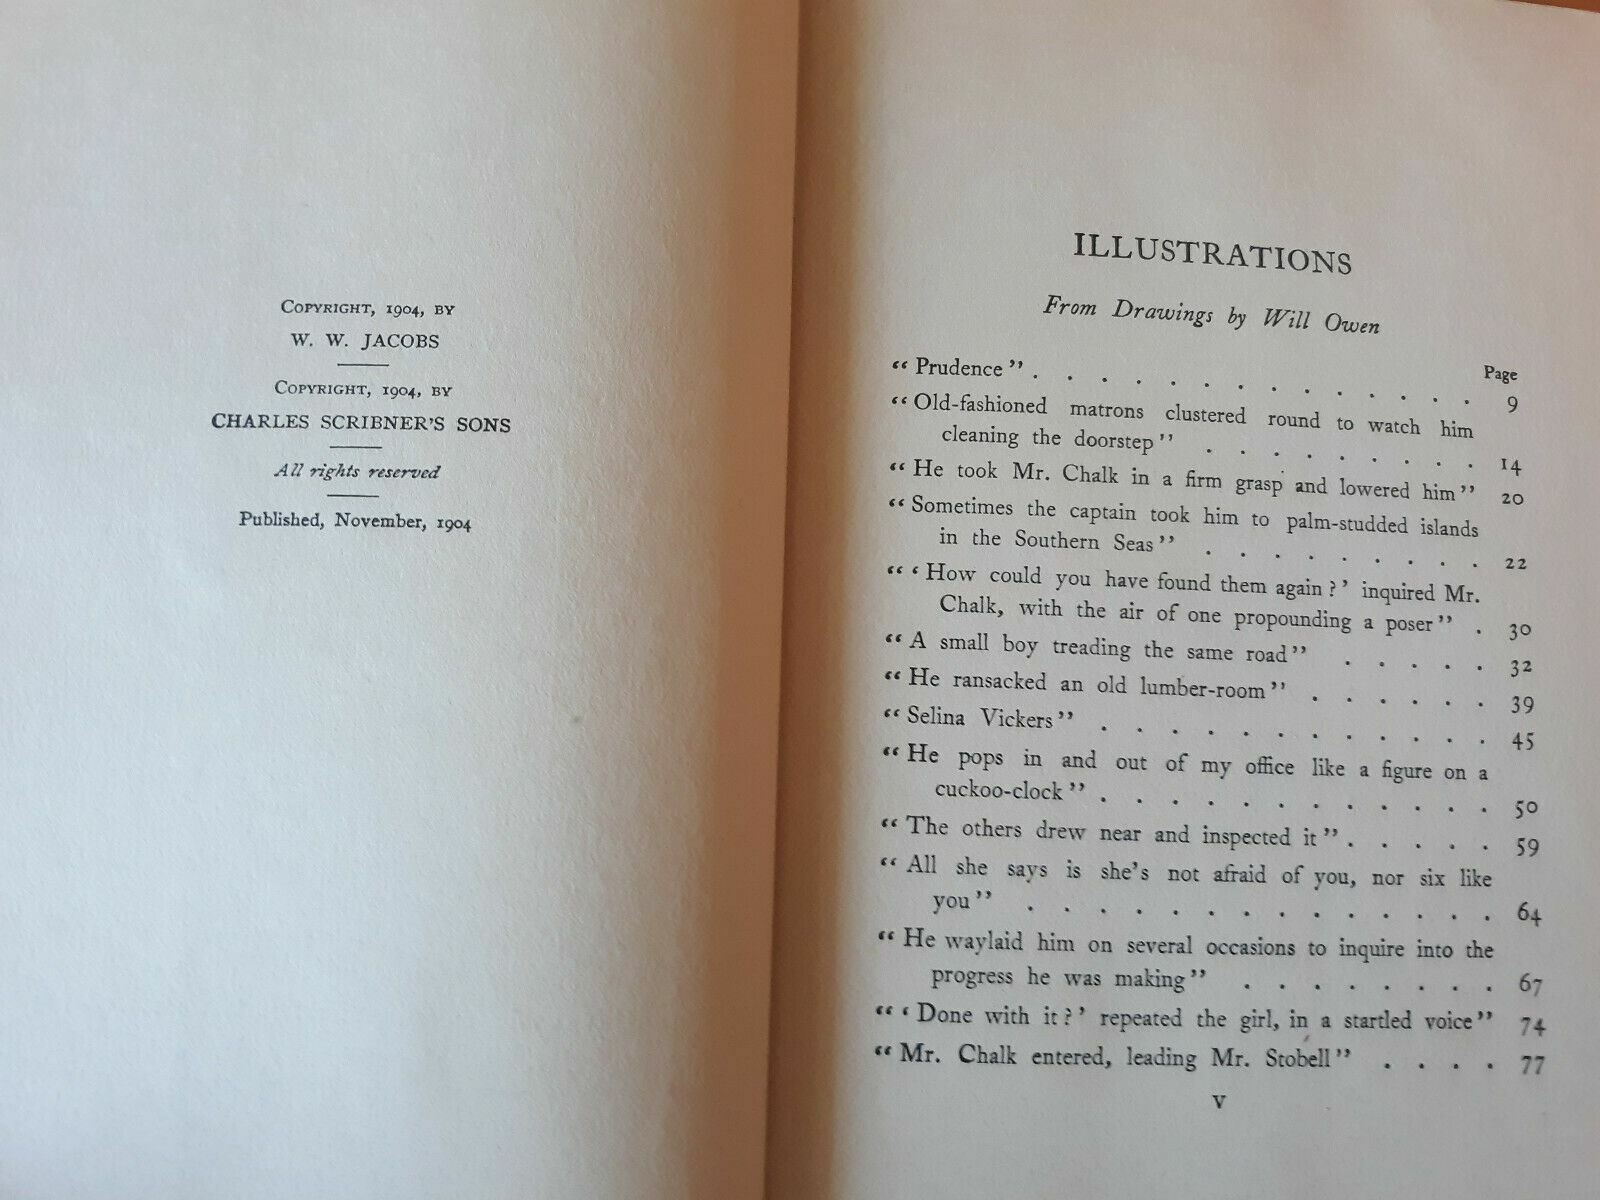 COPYRIGHT, 1904, BY
W. W. JACOBS
COPYRIGHT, 1904, BY
CHARLES SCRIBNER'S SONS
All rights reserved
Published, November, 1904
ILLUSTRATIONS
From Drawings by Will Owen
Page
“Prudence” . . . . . . . . . . . . . 9
“Old-fashioned matrons clustered round to watch him
cleaning the doorstep” . . . . . . . . 14
“He took Mr. Chalk in a firm grasp and lowered him” 20
“Sometimes the captain took him to palm-studded islands
in the Southern Seas” . . . . . . . . 22
“‘How could you have found them again?’ inquired Mr.
Chalk, with the air of one propounding a poser” . 30
“A small boy treading the same road” . . . . . 32
“He ransacked an old lumber-room” . . . . . . 39
“Selina Vickers” . . . . . . . . . . . . 45
“He pops in and out of my office like a figure on a
cuckoo-clock” . . . . . . . . . . . . 50
“The others drew near and inspected it” . . . . . 59
“All she says is she's not afraid of you, nor six like
you” . . . . . . . . . . . . . . 64
“He waylaid him on several occasions to inquire into the
progress he was making” . . . . . . . . 67
“‘Done with it?’ repeated the girl, in a startled voice” 74
“Mr. Chalk entered, leading Mr. Stobell” . . . . 77
v